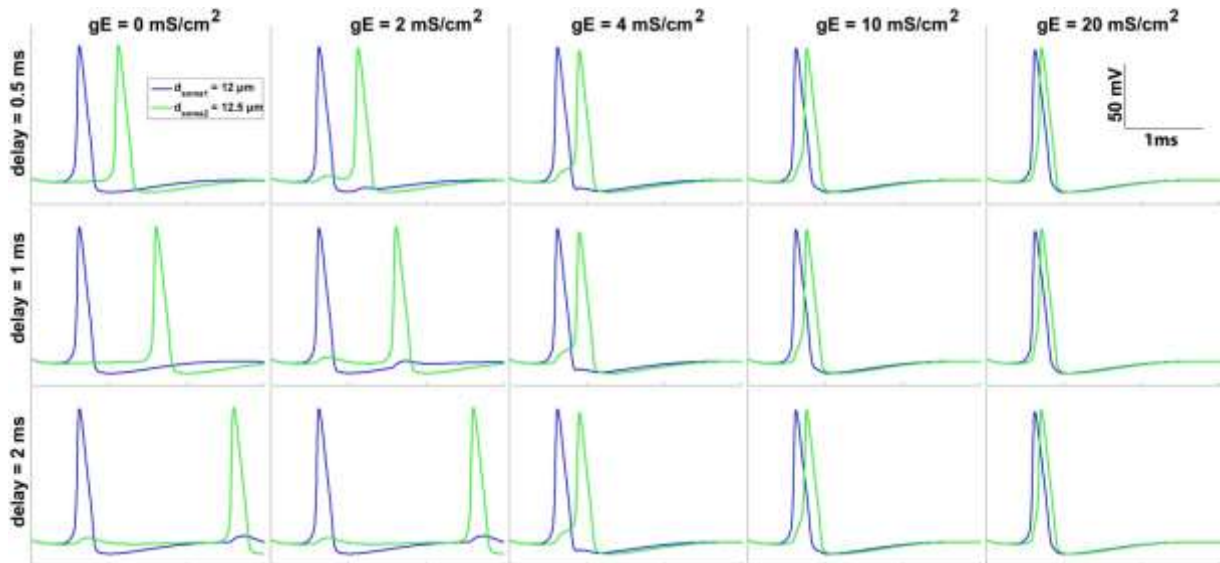 gE = 0 mS/cm²
gE = 2 mS/cm²
gE = 4 mS/cm²
gE = 10 mS/cm²
gE = 20 mS/cm²
delay = 0.5 ms
d_soma1 = 12 µm
d_soma2 = 12.5 µm
50 mV
1ms
delay = 1 ms
delay = 2 ms